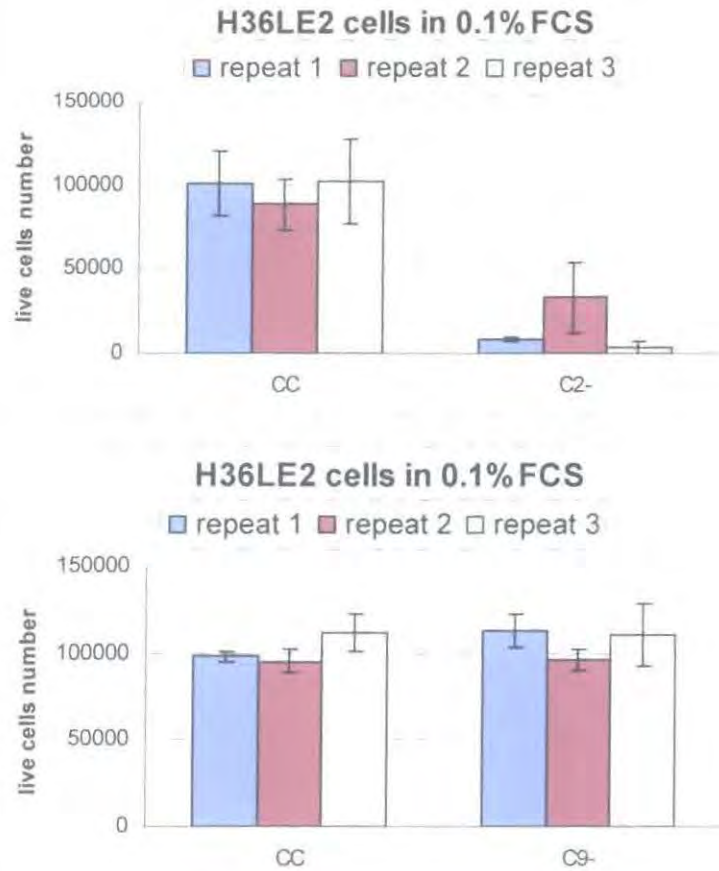 H36LE2 cells in 0.1% FCS
repeat 1 repeat 2 repeat 3
live cells number
150000
100000
50000
0
CC C2-
H36LE2 cells in 0.1% FCS
repeat 1 repeat 2 repeat 3
live cells number
150000
100000
50000
0
CC C9-